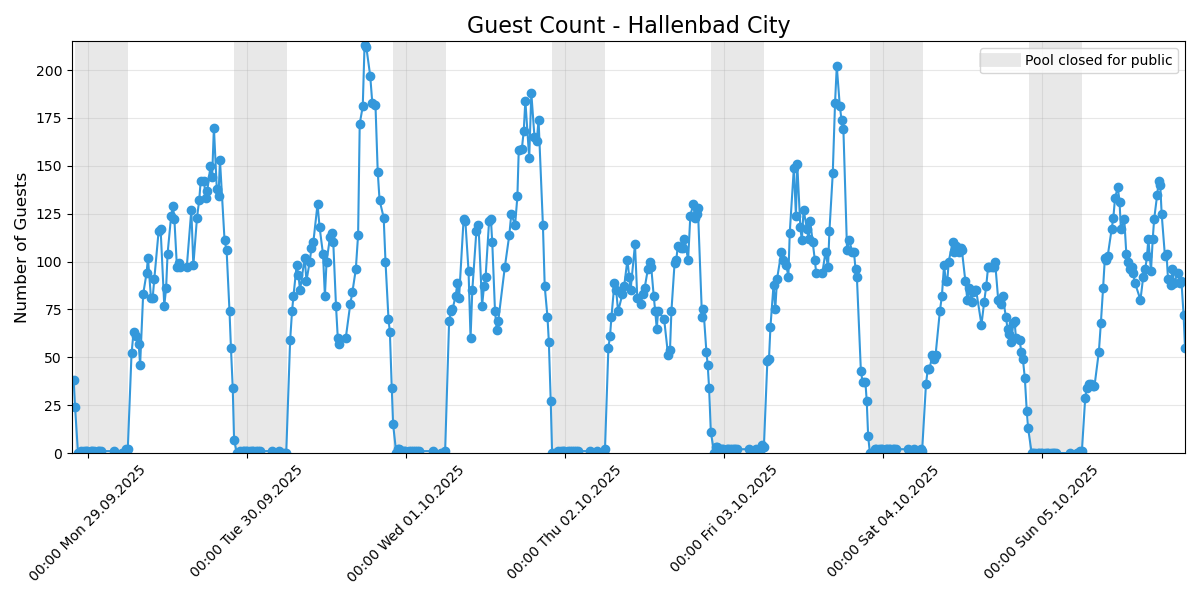 Guest Count - Hallenbad City
Pool closed for public
Number of Guests
200
175
150
125
100
75
50
25
0
00:00 Mon 29.09.2025
00:00 Tue 30.09.2025
00:00 Wed 01.10.2025
00:00 Thu 02.10.2025
00:00 Fri 03.10.2025
00:00 Sat 04.10.2025
00:00 Sun 05.10.2025